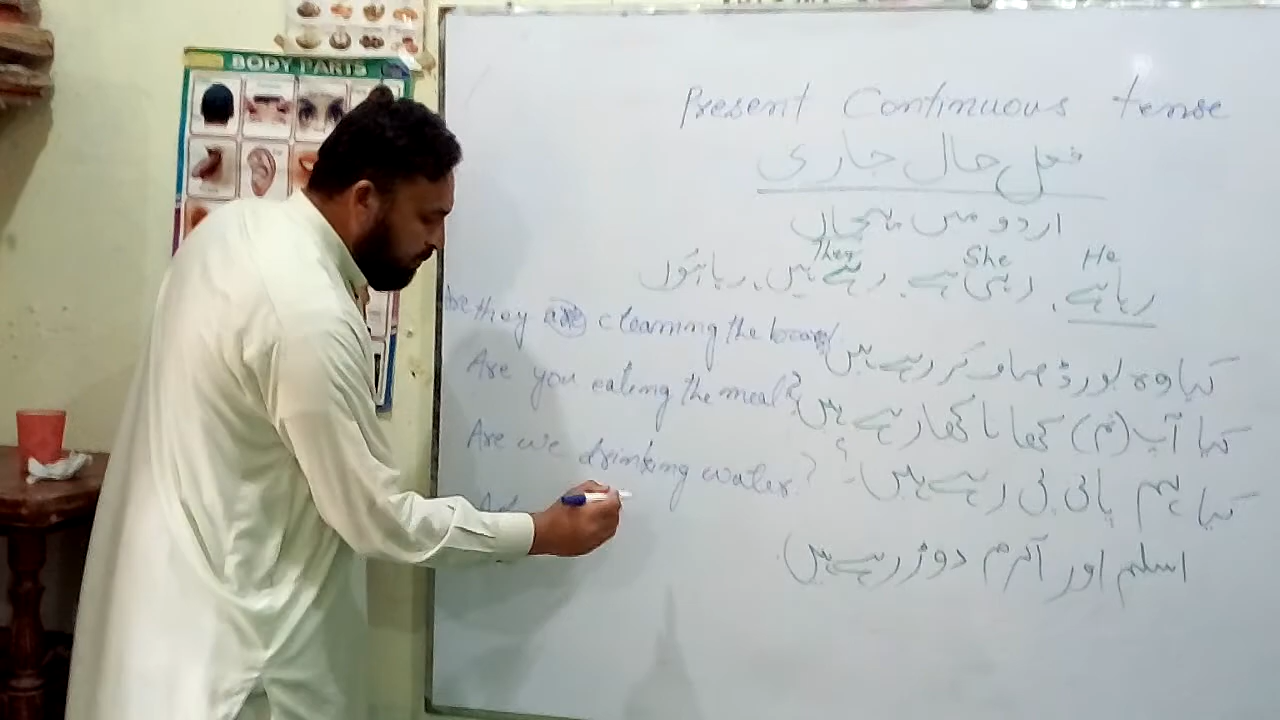 BODY PARTS
Present Continuous tense
فعل حال جاری
اردو میں پہچان
He She They
رہا ہے ، رہی ہے ، رہے ہیں ، رہا ہوں
Are they are cleaning the board
کیا وہ بورڈ صاف کر رہے ہیں
Are you eating the meal?
کیا آپ (تم) کھانا کھا رہے ہیں
Are we drinking water?
کیا ہم پانی پی رہے ہیں ۔ ؟
اسلم اور اکرم دوڑ رہے ہیں